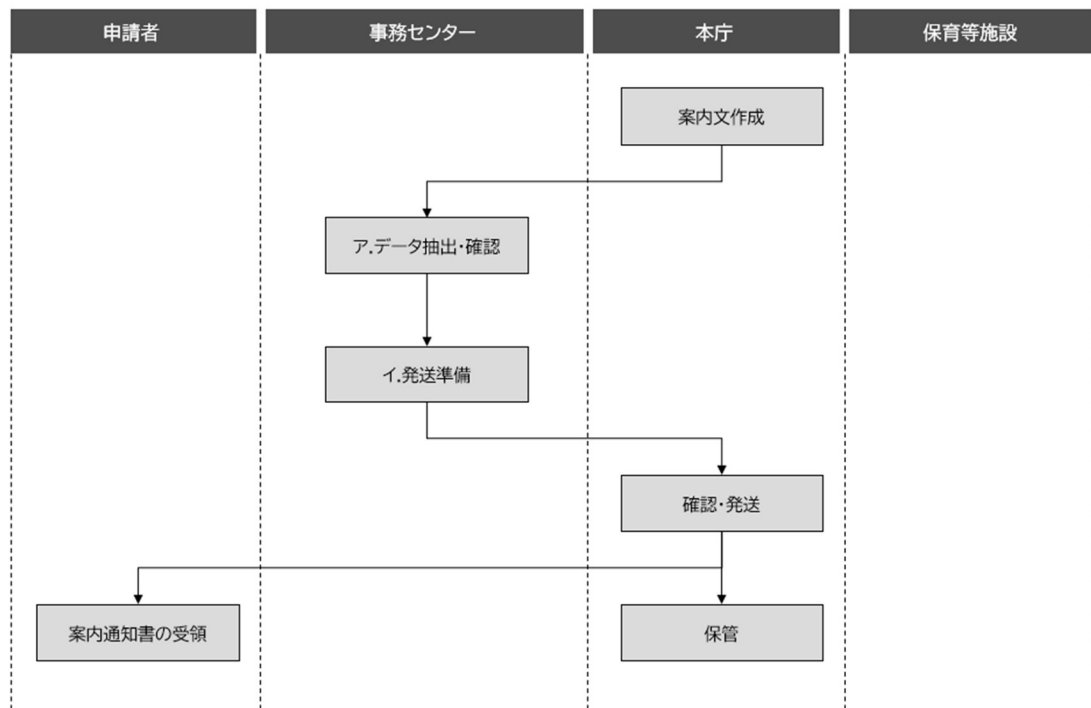 申請者
事務センター
本庁
保育等施設
案内文作成
ア.データ抽出・確認
イ.発送準備
確認・発送
案内通知書の受領
保管